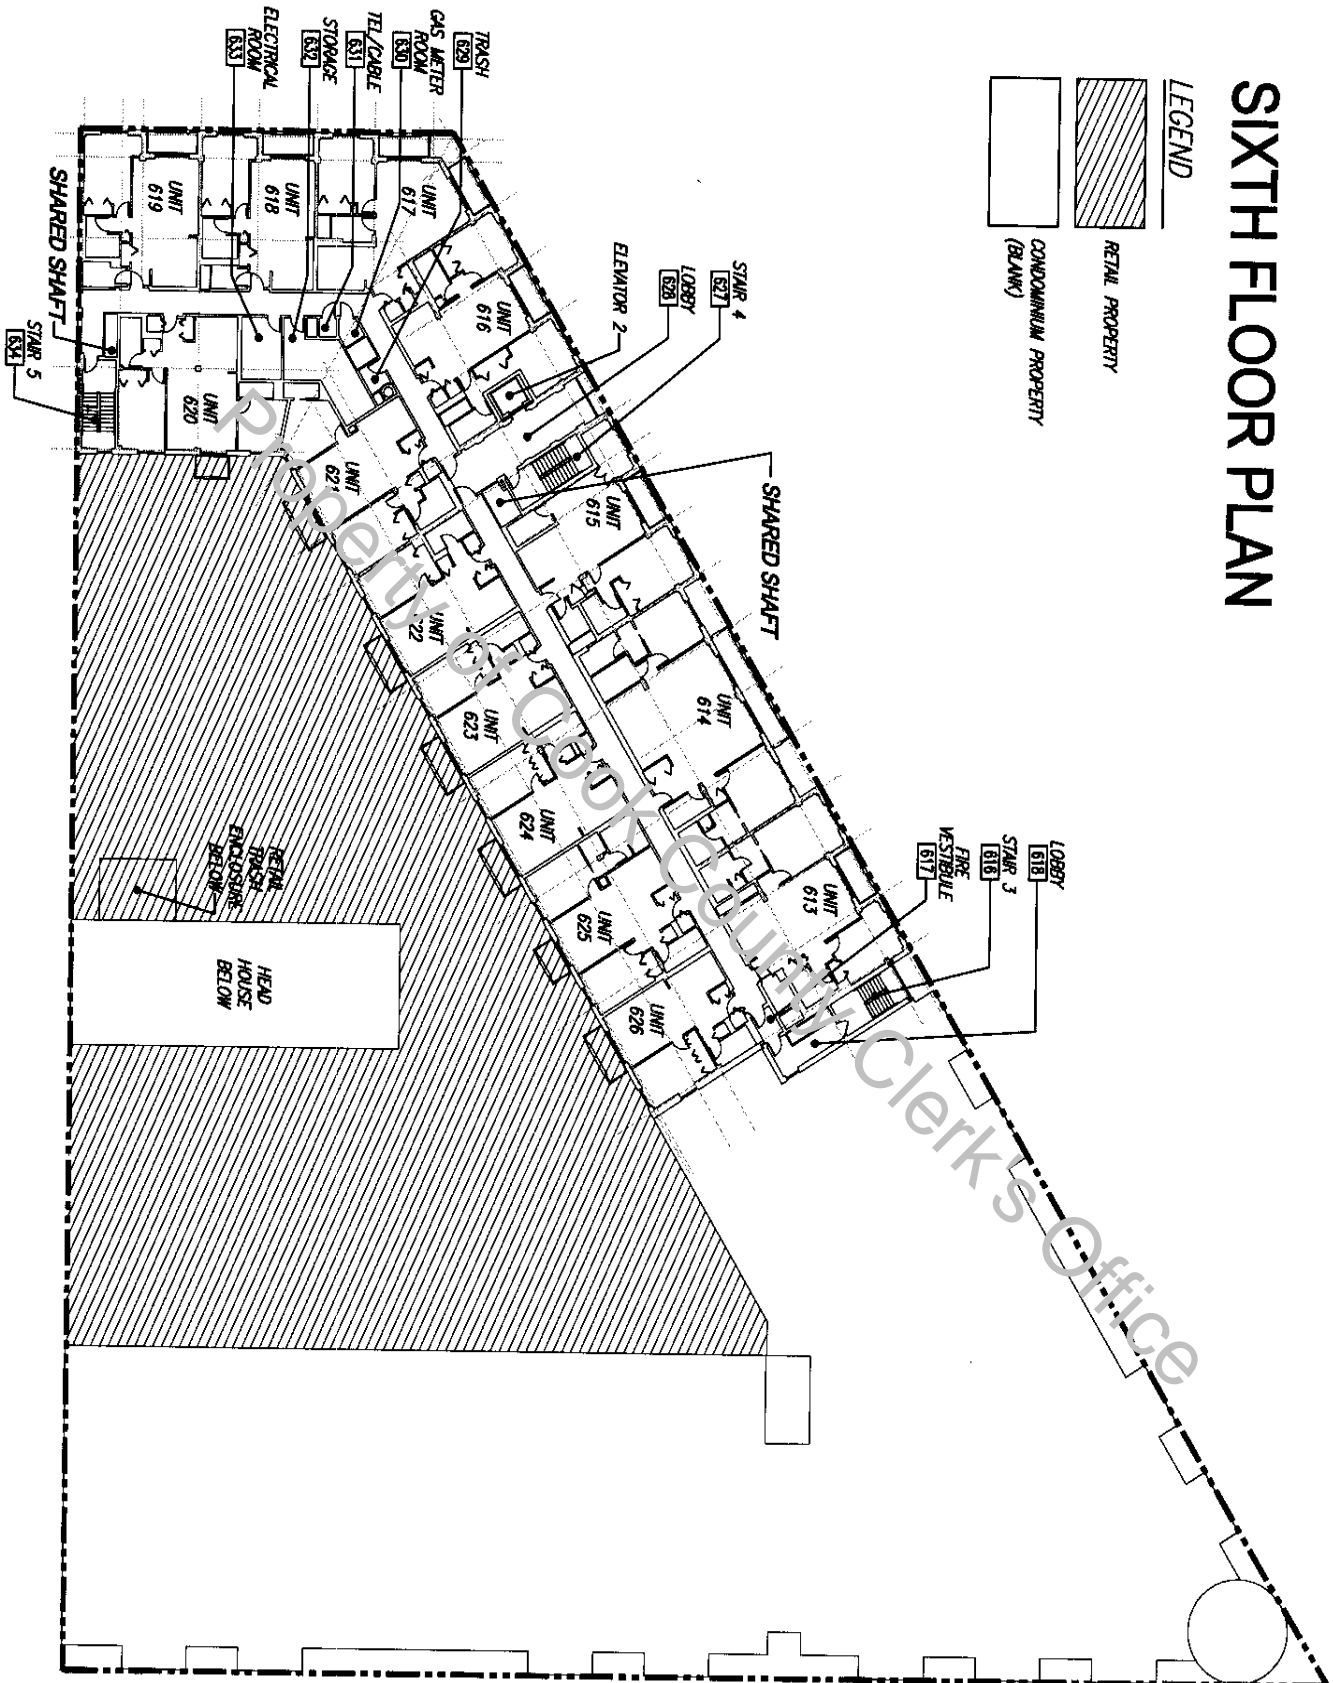 SIXTH FLOOR PLAN
LEGEND
RETAIL PROPERTY
CONDOMINIUM PROPERTY
(BLANK)
TRASH
629
GAS METER
ROOM
630
TEL/CABLE
631
STORAGE
632
ELECTRICAL
ROOM
633
STAIR 4
627
LOBBY
628
ELEVATOR 2
SHARED SHAFT
LOBBY
618
STAIR 3
616
FIRE
VESTIBULE
617
SHARED SHAFT
STAIR 5
634
UNIT
619
UNIT
618
UNIT
617
UNIT
616
UNIT
615
UNIT
614
UNIT
613
UNIT
620
UNIT
621
UNIT
622
UNIT
623
UNIT
624
UNIT
625
UNIT
626
RETAIL
TRASH
ENCLOSURE
BELOW
HEAD
HOUSE
BELOW
Property of Cook County Clerk's Office